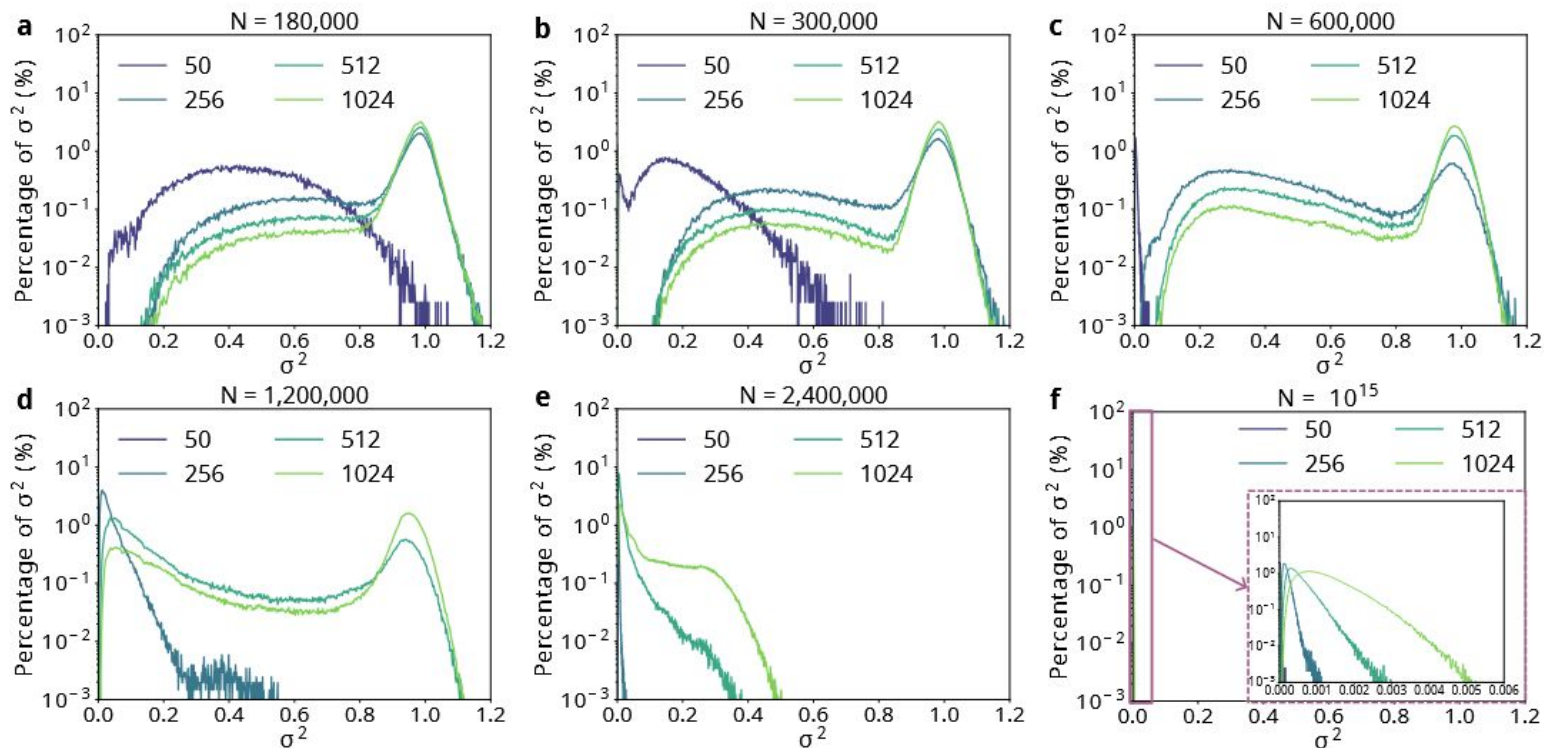 a
N = 180,000
Percentage of σ² (%)
10² 10¹ 10⁰ 10⁻¹ 10⁻² 10⁻³
50 512
256 1024
0.0 0.2 0.4 0.6 0.8 1.0 1.2
σ²
b
N = 300,000
Percentage of σ² (%)
10² 10¹ 10⁰ 10⁻¹ 10⁻² 10⁻³
50 512
256 1024
0.0 0.2 0.4 0.6 0.8 1.0 1.2
σ²
c
N = 600,000
Percentage of σ² (%)
10² 10¹ 10⁰ 10⁻¹ 10⁻² 10⁻³
50 512
256 1024
0.0 0.2 0.4 0.6 0.8 1.0 1.2
σ²
d
N = 1,200,000
Percentage of σ² (%)
10² 10¹ 10⁰ 10⁻¹ 10⁻² 10⁻³
50 512
256 1024
0.0 0.2 0.4 0.6 0.8 1.0 1.2
σ²
e
N = 2,400,000
Percentage of σ² (%)
10² 10¹ 10⁰ 10⁻¹ 10⁻² 10⁻³
50 512
256 1024
0.0 0.2 0.4 0.6 0.8 1.0 1.2
σ²
f
N = 10¹⁵
Percentage of σ² (%)
10² 10¹ 10⁰ 10⁻¹ 10⁻² 10⁻³
50 512
256 1024
10² 10¹ 10⁰ 10⁻¹ 10⁻² 10⁻³
0.000 0.001 0.002 0.003 0.004 0.005 0.006
0.0 0.2 0.4 0.6 0.8 1.0 1.2
σ²